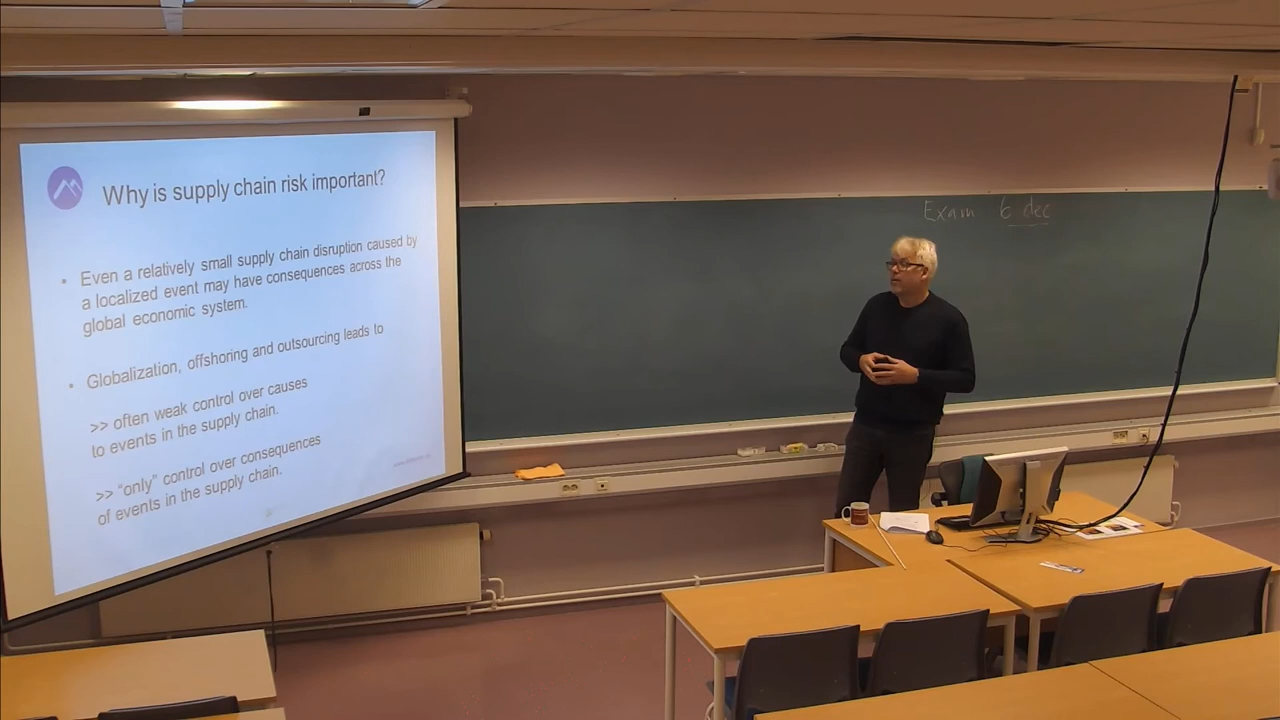 Why is supply chain risk important?
• Even a relatively small supply chain disruption caused by
a localized event may have consequences across the
global economic system.
• Globalization, offshoring and outsourcing leads to
>> often weak control over causes
to events in the supply chain.
>> “only” control over consequences
of events in the supply chain.
Exam 6 dec